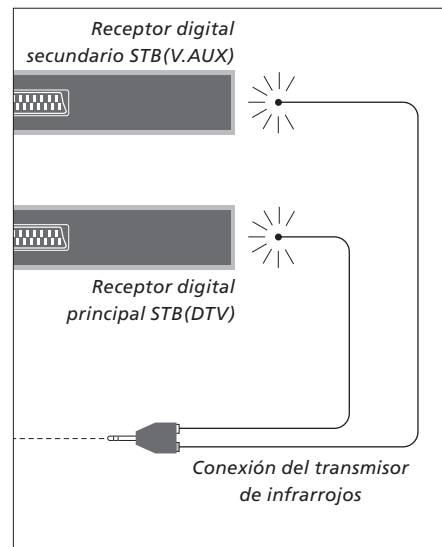 Receptor digital
secundario STB(V.AUX)
Receptor digital
principal STB(DTV)
Conexión del transmisor
de infrarrojos